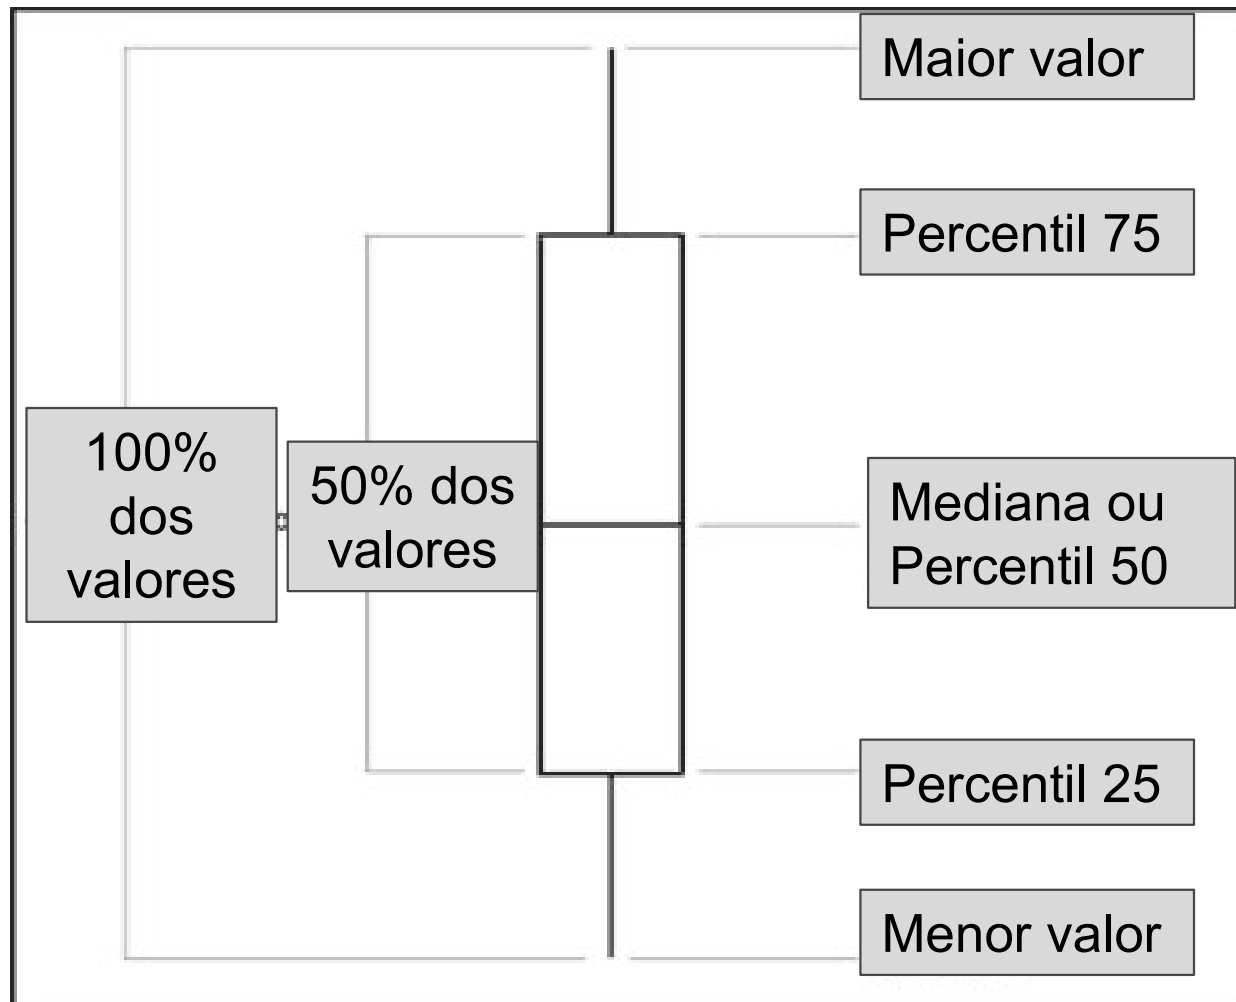 Maior valor
Percentil 75
100%
dos
valores
50% dos
valores
Mediana ou
Percentil 50
Percentil 25
Menor valor